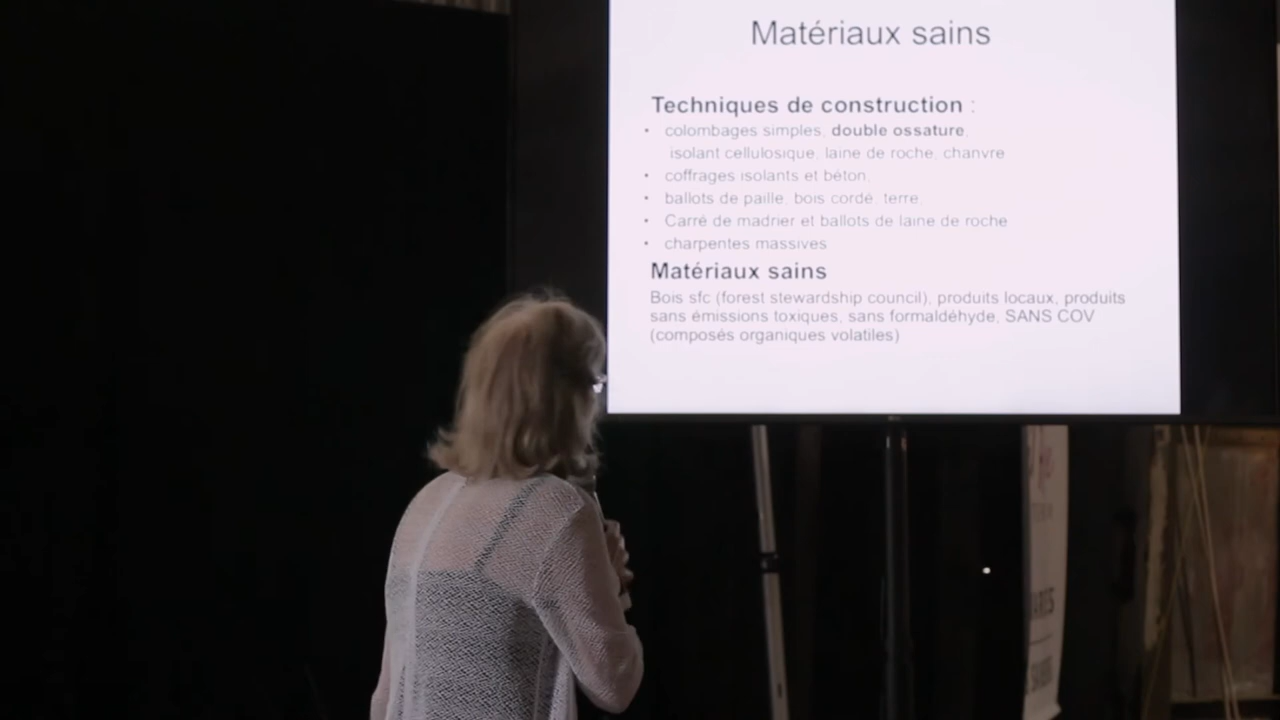 Matériaux sains
Techniques de construction :
• colombages simples, double ossature,
isolant cellulosique, laine de roche, chanvre
• coffrages isolants et béton,
• ballots de paille, bois cordé, terre,
• Carré de madrier et ballots de laine de roche
• charpentes massives
Matériaux sains
Bois sfc (forest stewardship council), produits locaux, produits
sans émissions toxiques, sans formaldéhyde, SANS COV
(composés organiques volatiles)